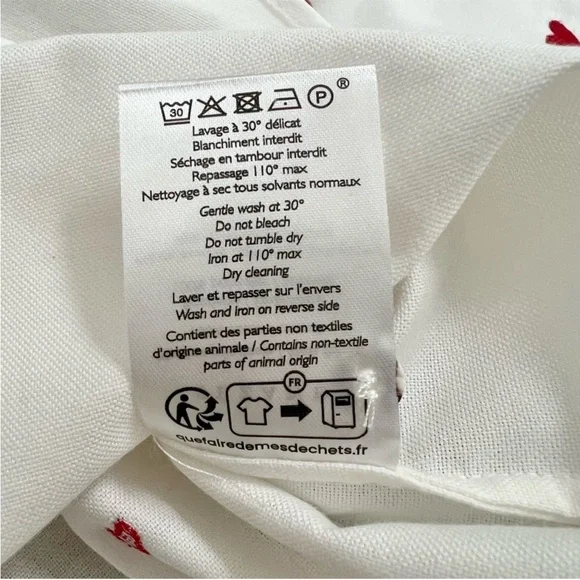 30 P ®
Lavage à 30° délicat
Blanchiment interdit
Séchage en tambour interdit
Repassage 110° max
Nettoyage à sec tous solvants normaux
Gentle wash at 30°
Do not bleach
Do not tumble dry
Iron at 110° max
Dry cleaning
Laver et repasser sur l'envers
Wash and iron on reverse side
Contient des parties non textiles
d'origine animale / Contains non-textile
parts of animal origin
FR
quefairedemesdechets.fr